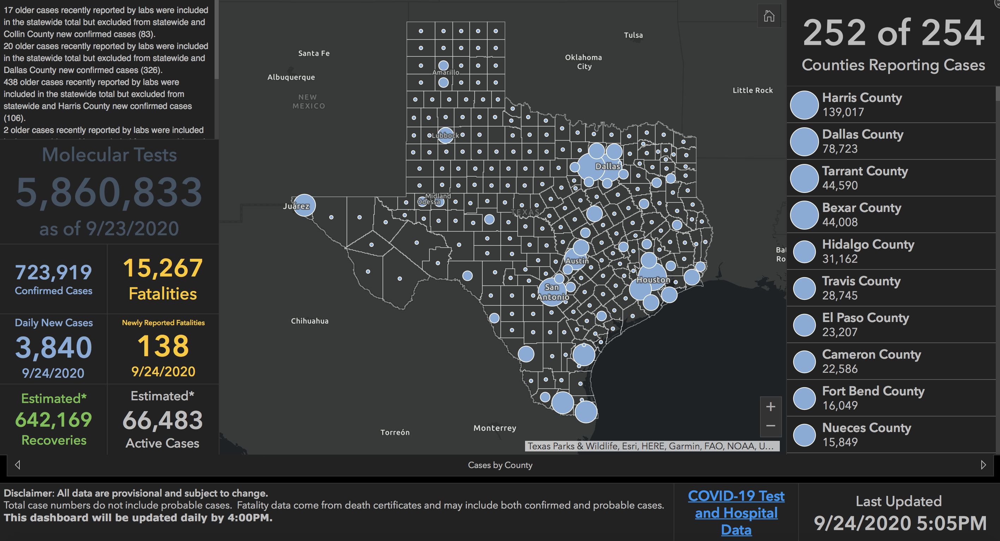 17 older cases recently reported by labs were included
in the statewide total but excluded from statewide and
Collin County new confirmed cases (83).
20 older cases recently reported by labs were included
in the statewide total but excluded from statewide and
Dallas County new confirmed cases (326).
438 older cases recently reported by labs were
included in the statewide total but excluded from
statewide and Harris County new confirmed cases
(106).
2 older cases recently reported by labs were included
Molecular Tests
5,860,833
as of 9/23/2020
723,919
Confirmed Cases
15,267
Fatalities
Daily New Cases
3,840
9/24/2020
Newly Reported Fatalities
138
9/24/2020
Estimated*
642,169
Recoveries
Estimated*
66,483
Active Cases
Tulsa
Santa Fe
Oklahoma
City
Amarillo
Albuquerque
Little Rock
NEW
MEXICO
Lubbock
Dallas
Midland
Odessa
Juárez
TEXAS
Bat
Ro
Austin
Houston
San
Antonio
Chihuahua
Monterrey
Torreón
+
−
Texas Parks & Wildlife, Esri, HERE, Garmin, FAO, NOAA, U...
252 of 254
Counties Reporting Cases
Harris County
139,017
Dallas County
78,723
Tarrant County
44,590
Bexar County
44,008
Hidalgo County
31,162
Travis County
28,745
El Paso County
23,207
Cameron County
22,586
Fort Bend County
16,049
Nueces County
15,849
Cases by County
Disclaimer: All data are provisional and subject to change.
Total case numbers do not include probable cases. Fatality data come from death certificates and may include both confirmed and probable cases.
This dashboard will be updated daily by 4:00PM.
COVID-19 Test
and Hospital
Data
Last Updated
9/24/2020 5:05PM